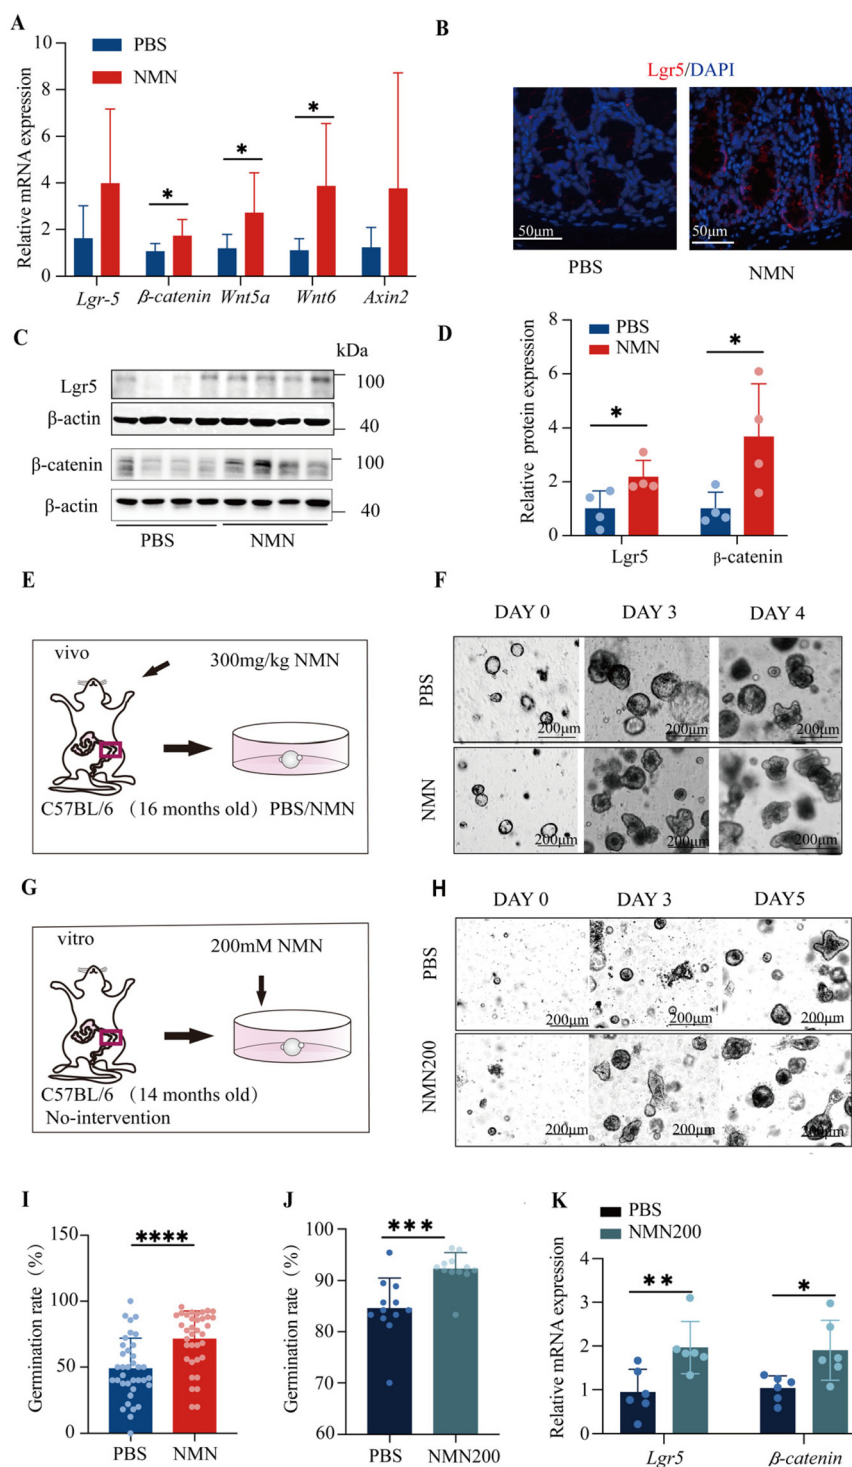 A
PBS
NMN
Relative mRNA expression
10
8
6
4
2
0
*
*
*
Lgr-5 β-catenin Wnt5a Wnt6 Axin2
B
Lgr5/DAPI
50μm
50μm
PBS NMN
C
kDa
Lgr5
100
β-actin
40
β-catenin
100
β-actin
40
PBS NMN
D
PBS
NMN
Relative protein expression
8
6
4
2
0
*
*
Lgr5 β-catenin
E
vivo
300mg/kg NMN
C57BL/6 (16 months old) PBS/NMN
F
DAY 0 DAY 3 DAY 4
PBS
200μm 200μm 200μm
NMN
200μm 200μm 200μm
G
vitro
200mM NMN
C57BL/6 (14 months old)
No-intervention
H
DAY 0 DAY 3 DAY5
PBS
200μm 200μm 200μm
NMN200
200μm 200μm 200μm
I
Germination rate (%)
150
100
50
0
****
PBS NMN
J
Germination rate (%)
100
90
80
70
60
***
PBS NMN200
K
PBS
NMN200
Relative mRNA expression
4
3
2
1
0
**
*
Lgr5 β-catenin